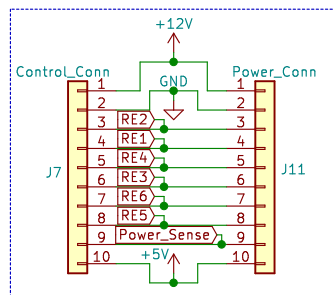 +12V
Control_Conn Power_Conn
GND
1 1
2 2
RE2
3 3
RE1
4 4
RE4
5 5
J7 J11
RE3
6 6
RE6
7 7
RE5
8 8
Power_Sense
9 9
+5V
10 10